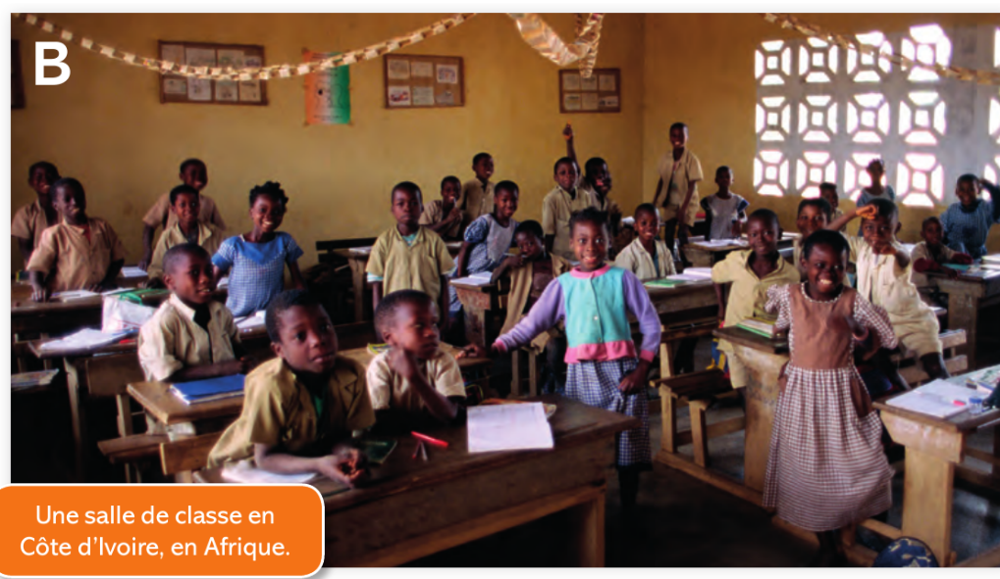 B
Une salle de classe en
Côte d'Ivoire, en Afrique.